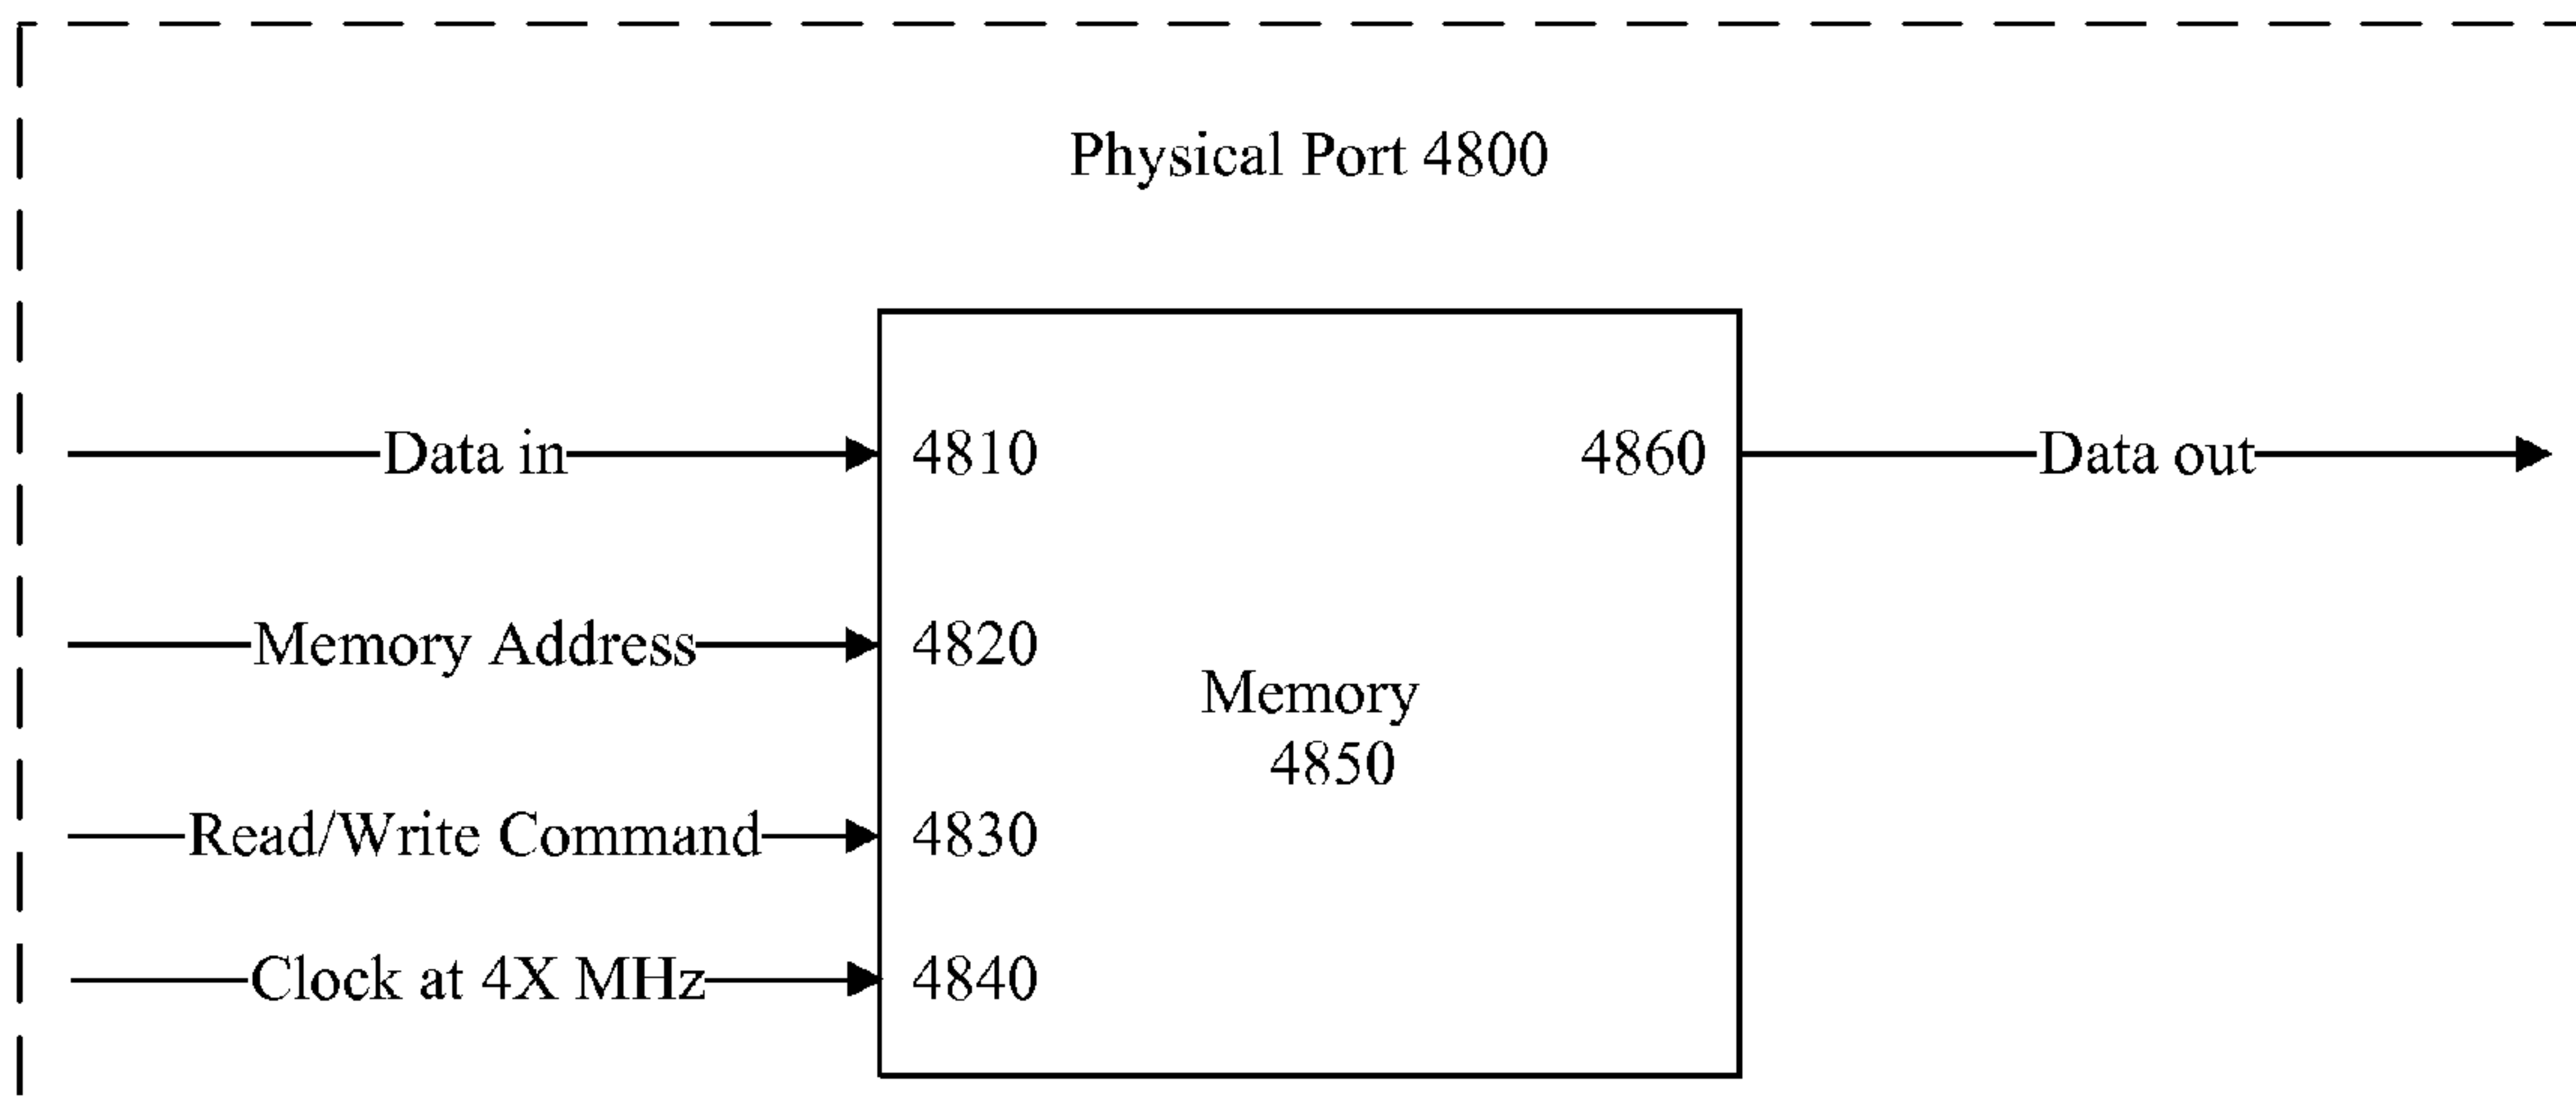 Physical Port 4800
Data in 4810 4860 Data out
Memory Address 4820
Memory
4850
Read/Write Command 4830
Clock at 4X MHz 4840